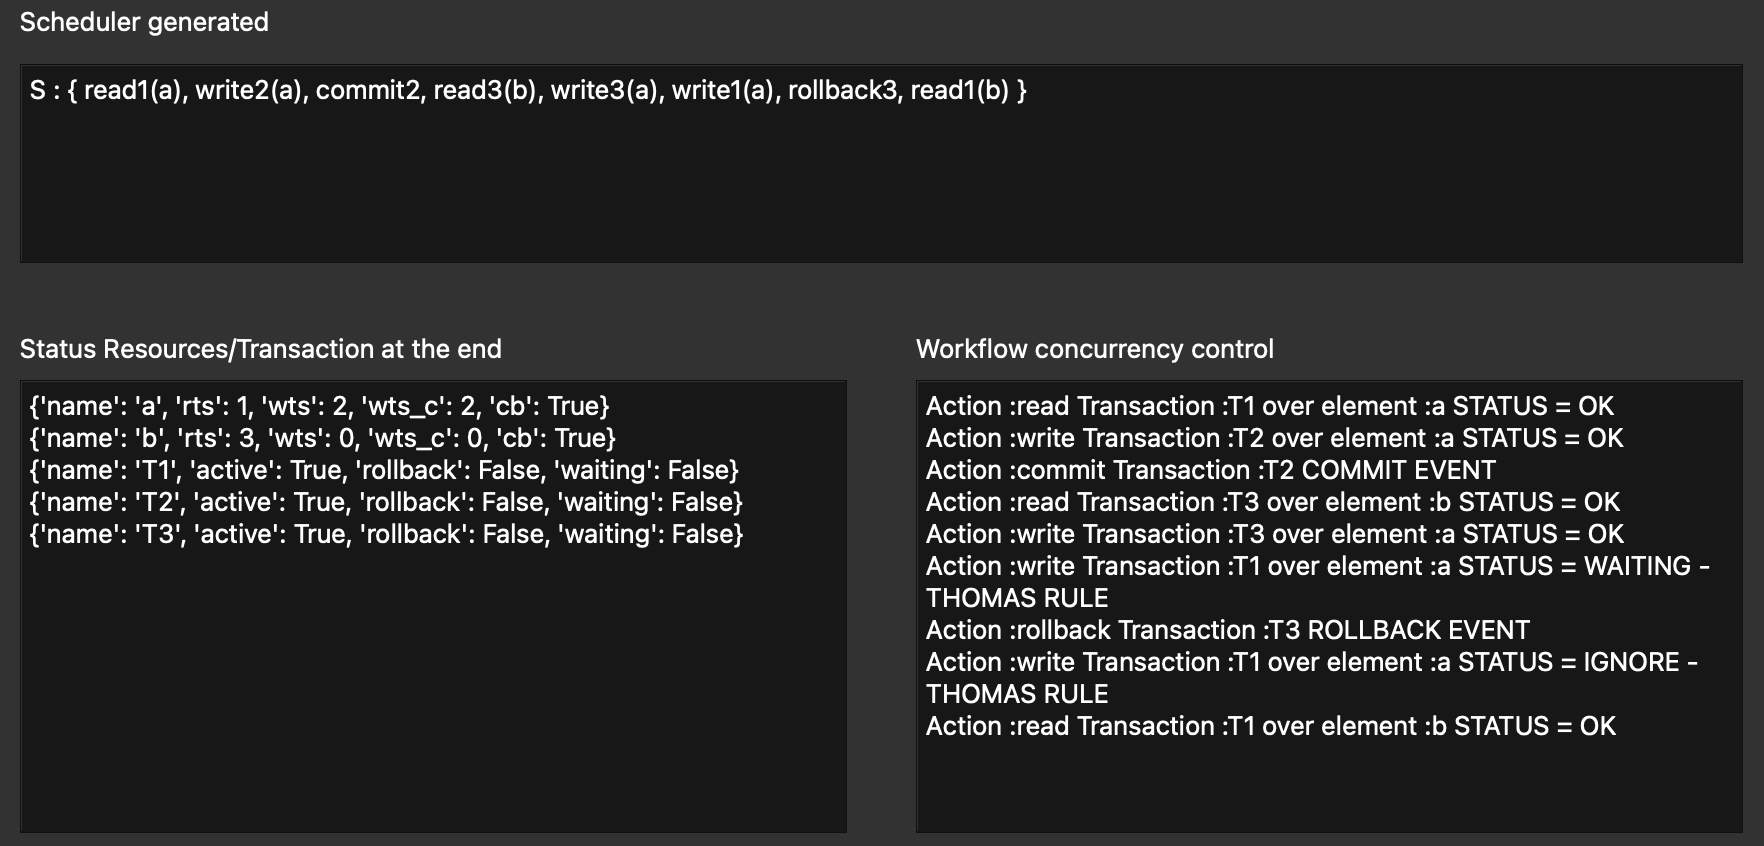 Scheduler generated
S : { read1(a), write2(a), commit2, read3(b), write3(a), write1(a), rollback3, read1(b) }
Status Resources/Transaction at the end
{'name': 'a', 'rts': 1, 'wts': 2, 'wts_c': 2, 'cb': True}
{'name': 'b', 'rts': 3, 'wts': 0, 'wts_c': 0, 'cb': True}
{'name': 'T1', 'active': True, 'rollback': False, 'waiting': False}
{'name': 'T2', 'active': True, 'rollback': False, 'waiting': False}
{'name': 'T3', 'active': True, 'rollback': False, 'waiting': False}
Workflow concurrency control
Action :read Transaction :T1 over element :a STATUS = OK
Action :write Transaction :T2 over element :a STATUS = OK
Action :commit Transaction :T2 COMMIT EVENT
Action :read Transaction :T3 over element :b STATUS = OK
Action :write Transaction :T3 over element :a STATUS = OK
Action :write Transaction :T1 over element :a STATUS = WAITING -
THOMAS RULE
Action :rollback Transaction :T3 ROLLBACK EVENT
Action :write Transaction :T1 over element :a STATUS = IGNORE -
THOMAS RULE
Action :read Transaction :T1 over element :b STATUS = OK